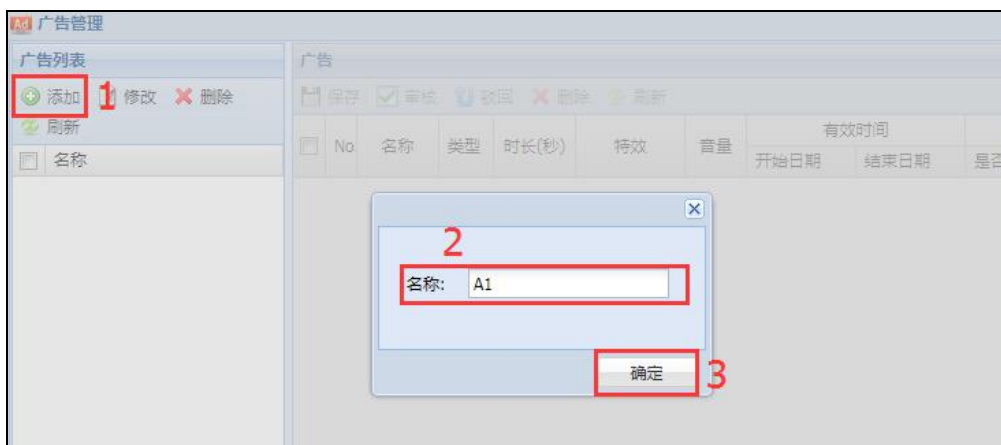 Ad 广告管理
广告列表
添加 1 修改 删除
刷新
名称
广告
保存 审核 驳回 删除 刷新
No 名称 类型 时长(秒) 特效 音量 有效时间
开始日期 结束日期 是否
2
名称: A1
确定 3